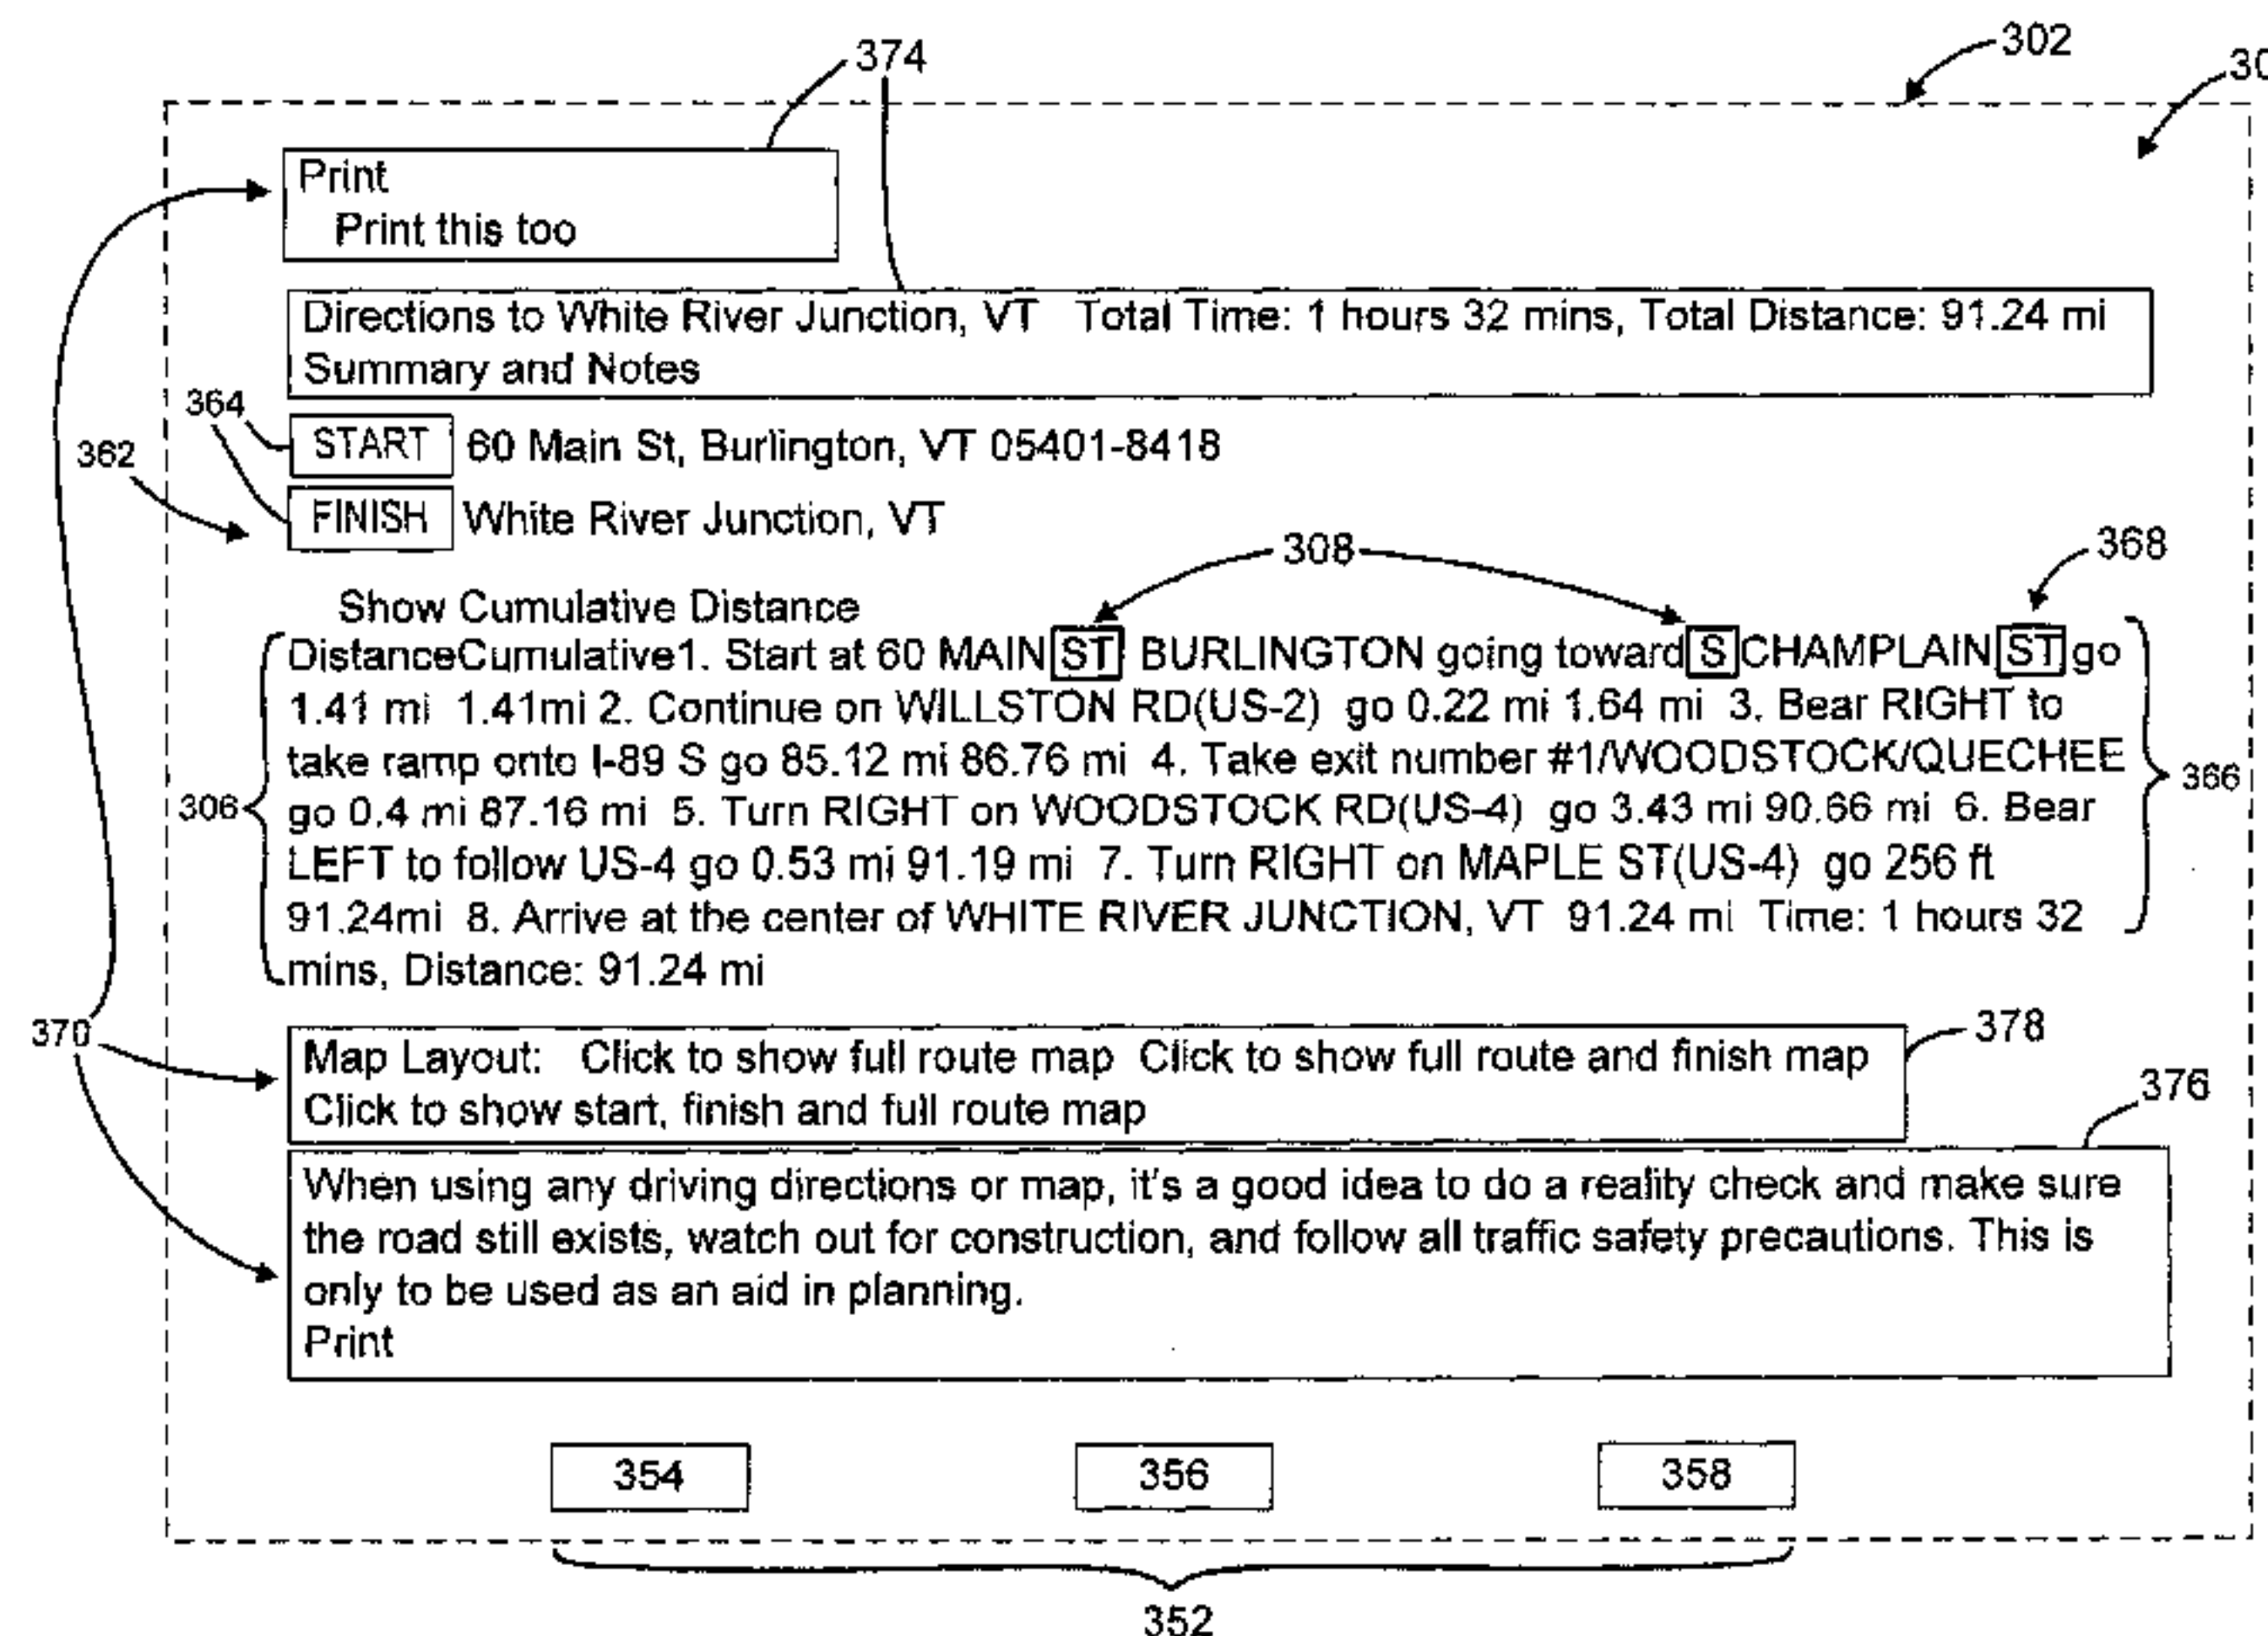 374
302
30
Print
Print this too
Directions to White River Junction, VT Total Time: 1 hours 32 mins, Total Distance: 91.24 mi
Summary and Notes
364
START 60 Main St, Burlington, VT 05401-8418
362
FINISH White River Junction, VT
308
368
Show Cumulative Distance
DistanceCumulative1. Start at 60 MAIN ST BURLINGTON going toward S CHAMPLAIN ST go
1.41 mi 1.41mi 2. Continue on WILLSTON RD(US-2) go 0.22 mi 1.64 mi 3. Bear RIGHT to
take ramp onto I-89 S go 85.12 mi 86.76 mi 4. Take exit number #1/WOODSTOCK/QUECHEE
306
366
go 0.4 mi 87.16 mi 5. Turn RIGHT on WOODSTOCK RD(US-4) go 3.43 mi 90.66 mi 6. Bear
LEFT to follow US-4 go 0.53 mi 91.19 mi 7. Turn RIGHT on MAPLE ST(US-4) go 256 ft
91.24mi 8. Arrive at the center of WHITE RIVER JUNCTION, VT 91.24 mi Time: 1 hours 32
mins, Distance: 91.24 mi
370
378
Map Layout: Click to show full route map Click to show full route and finish map
Click to show start, finish and full route map
376
When using any driving directions or map, it's a good idea to do a reality check and make sure
the road still exists, watch out for construction, and follow all traffic safety precautions. This is
only to be used as an aid in planning.
Print
354 356 358
352